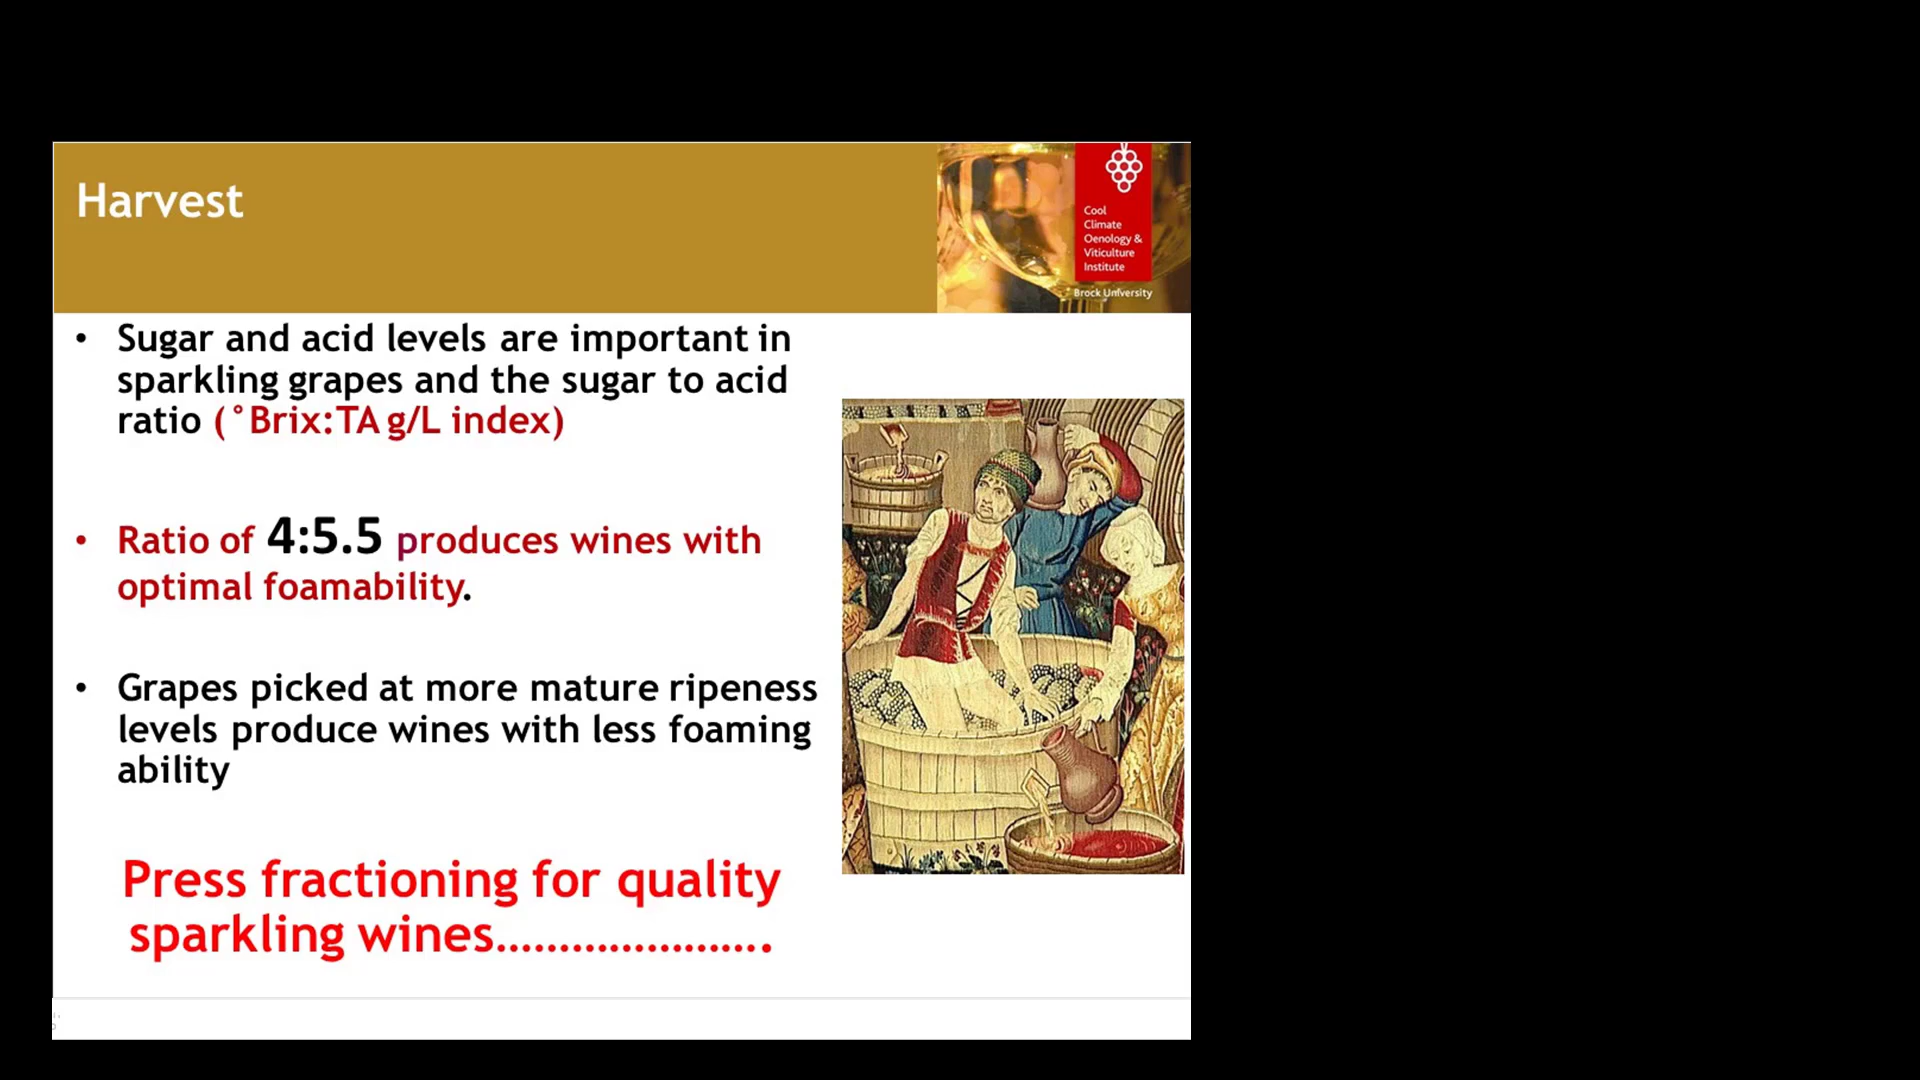 Harvest
Cool
Climate
Oenology &
Viticulture
Institute
Brock University
• Sugar and acid levels are important in
sparkling grapes and the sugar to acid
ratio (°Brix:TA g/L index)
• Ratio of 4:5.5 produces wines with
optimal foamability.
• Grapes picked at more mature ripeness
levels produce wines with less foaming
ability
Press fractioning for quality
sparkling wines…………………….